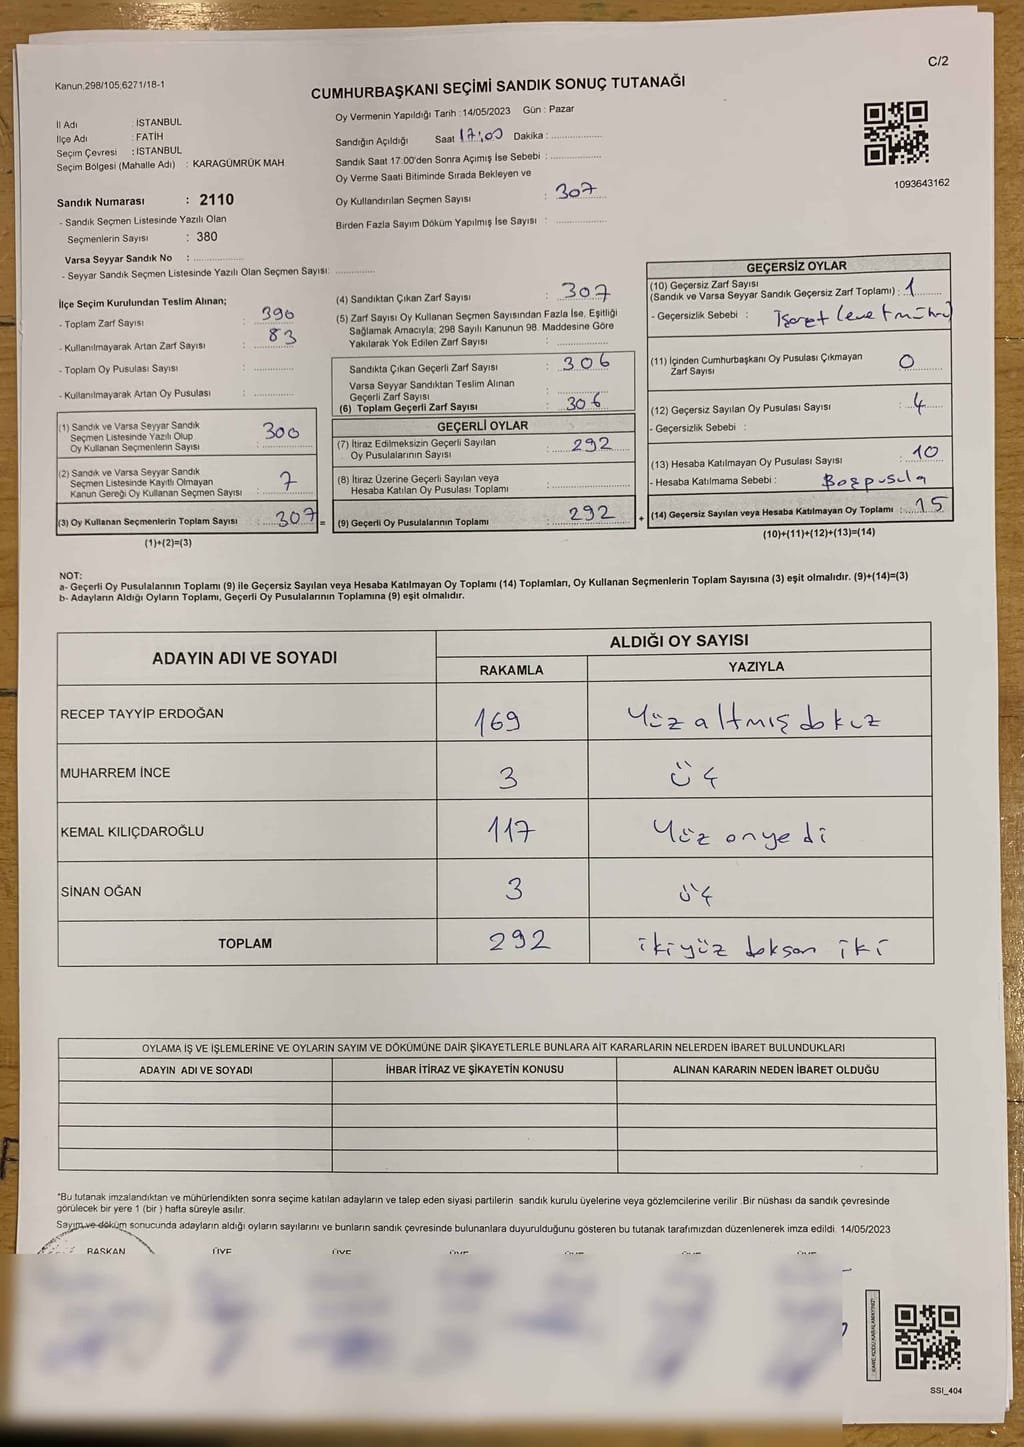 C/2
Kanun,298/105,6271/18-1
CUMHURBAŞKANI SEÇİMİ SANDIK SONUÇ TUTANAĞI
İl Adı : İSTANBUL
İlçe Adı : FATİH
Seçim Çevresi : İSTANBUL
Seçim Bölgesi (Mahalle Adı) : KARAGÜMRÜK MAH
Sandık Numarası : 2110
- Sandık Seçmen Listesinde Yazılı Olan
Seçmenlerin Sayısı : 380
Varsa Seyyar Sandık No :
- Seyyar Sandık Seçmen Listesinde Yazılı Olan Seçmen Sayısı:
Oy Vermenin Yapıldığı Tarih :14/05/2023 Gün : Pazar
Sandığın Açıldığı Saat 17:00 Dakika :
Sandık Saat 17:00'den Sonra Açımış İse Sebebi :
Oy Verme Saati Bitiminde Sırada Bekleyen ve
Oy Kullandırılan Seçmen Sayısı : 307
Birden Fazla Sayım Döküm Yapılmış İse Sayısı :
1093643162
İlçe Seçim Kurulundan Teslim Alınan;
- Toplam Zarf Sayısı : 390
- Kullanılmayarak Artan Zarf Sayısı : 83
- Toplam Oy Pusulası Sayısı :
- Kullanılmayarak Artan Oy Pusulası :
(1) Sandık ve Varsa Seyyar Sandık
Seçmen Listesinde Yazılı Olup
Oy Kullanan Seçmenlerin Sayısı : 300
(2) Sandık ve Varsa Seyyar Sandık
Seçmen Listesinde Kayıtlı Olmayan
Kanun Gereği Oy Kullanan Seçmen Sayısı : 7
(3) Oy Kullanan Seçmenlerin Toplam Sayısı : 307 =
(1)+(2)=(3)
(4) Sandıktan Çıkan Zarf Sayısı : 307
(5) Zarf Sayısı Oy Kullanan Seçmen Sayısından Fazla İse, Eşitliği
Sağlamak Amacıyla; 298 Sayılı Kanunun 98. Maddesine Göre
Yakılarak Yok Edilen Zarf Sayısı :
Sandıkta Çıkan Geçerli Zarf Sayısı : 306
Varsa Seyyar Sandıktan Teslim Alınan
Geçerli Zarf Sayısı :
(6) Toplam Geçerli Zarf Sayısı : 306
GEÇERLİ OYLAR
(7) İtiraz Edilmeksizin Geçerli Sayılan
Oy Pusulalarının Sayısı : 292
(8) İtiraz Üzerine Geçerli Sayılan veya
Hesaba Katılan Oy Pusulası Toplamı :
(9) Geçerli Oy Pusulalarının Toplamı : 292 +
GEÇERSİZ OYLAR
(10) Geçersiz Zarf Sayısı
(Sandık ve Varsa Seyyar Sandık Geçersiz Zarf Toplamı) : 1
- Geçersizlik Sebebi :
(11) İçinden Cumhurbaşkanı Oy Pusulası Çıkmayan
Zarf Sayısı : 0
(12) Geçersiz Sayılan Oy Pusulası Sayısı : 4
- Geçersizlik Sebebi :
(13) Hesaba Katılmayan Oy Pusulası Sayısı : 10
- Hesaba Katılmama Sebebi : Boş pusula
(14) Geçersiz Sayılan veya Hesaba Katılmayan Oy Toplamı : 15
(10)+(11)+(12)+(13)=(14)
NOT:
a- Geçerli Oy Pusulalarının Toplamı (9) ile Geçersiz Sayılan veya Hesaba Katılmayan Oy Toplamı (14) Toplamları, Oy Kullanan Seçmenlerin Toplam Sayısına (3) eşit olmalıdır. (9)+(14)=(3)
b- Adayların Aldığı Oyların Toplamı, Geçerli Oy Pusulalarının Toplamına (9) eşit olmalıdır.
ADAYIN ADI VE SOYADI ALDIĞI OY SAYISI
RAKAMLA YAZIYLA
RECEP TAYYİP ERDOĞAN 169 Yüz altmış dokuz
MUHARREM İNCE 3 üç
KEMAL KILIÇDAROĞLU 117 Yüz onyedi
SİNAN OĞAN 3 üç
TOPLAM 292 ikiyüz doksan iki
OYLAMA İŞ VE İŞLEMLERİNE VE OYLARIN SAYIM VE DÖKÜMÜNE DAİR ŞİKAYETLERLE BUNLARA AİT KARARLARIN NELERDEN İBARET BULUNDUKLARI
ADAYIN ADI VE SOYADI İHBAR İTİRAZ VE ŞİKAYETİN KONUSU ALINAN KARARIN NEDEN İBARET OLDUĞU
*Bu tutanak imzalandıktan ve mühürlendikten sonra seçime katılan adayların ve talep eden siyasi partilerin sandık kurulu üyelerine veya gözlemcilerine verilir .Bir nüshası da sandık çevresinde
görülecek bir yere 1 (bir ) hafta süreyle asılır.
Sayım ve döküm sonucunda adayların aldığı oyların sayılarını ve bunların sandık çevresinde bulunanlara duyurulduğunu gösteren bu tutanak tarafımızdan düzenlenerek imza edildi. 14/05/2023
BAŞKAN ÜYE ÜYE ÜYE ÜYE ÜYE ÜYE
SSI_404